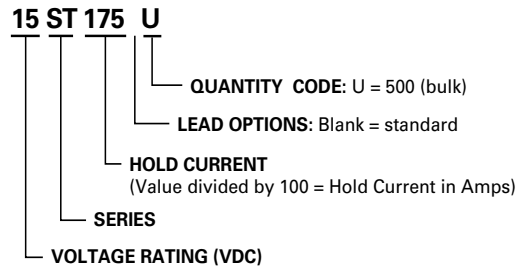 15 ST 175 U
QUANTITY CODE: U = 500 (bulk)
LEAD OPTIONS: Blank = standard
HOLD CURRENT
(Value divided by 100 = Hold Current in Amps)
SERIES
VOLTAGE RATING (VDC)